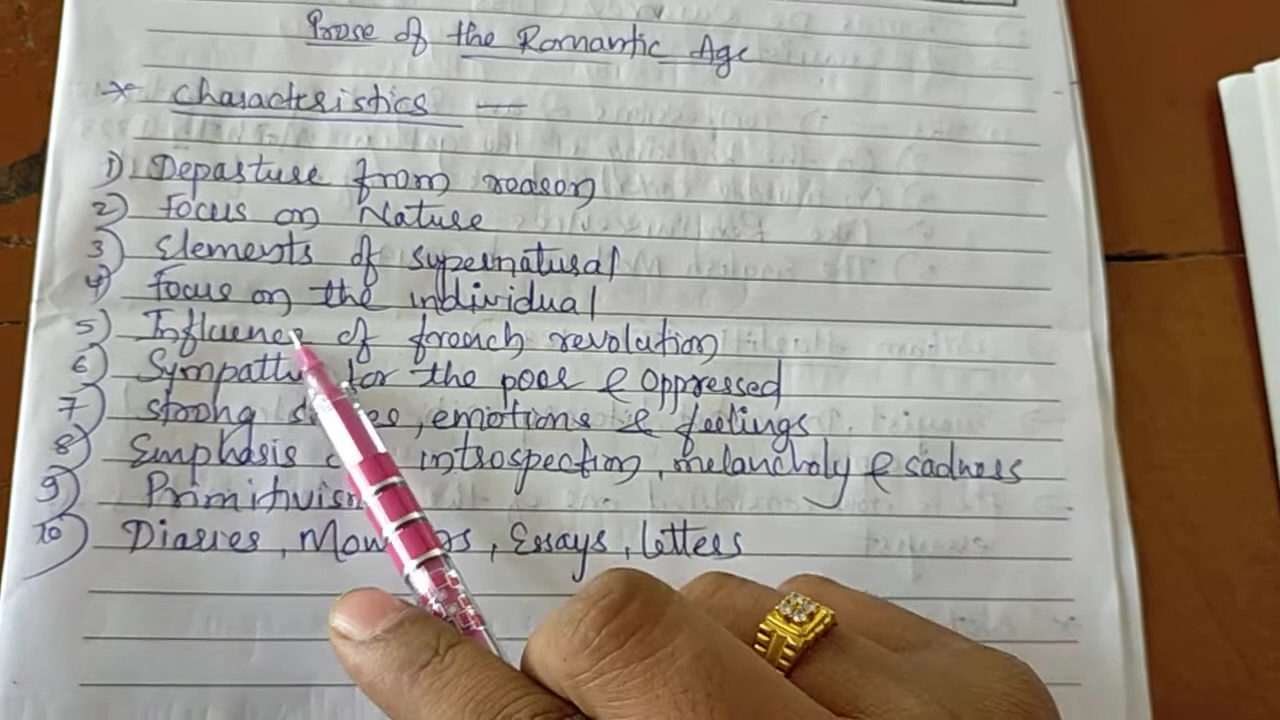 Prose of the Romantic Age
* Characteristics —
1) Departure from reason
2) Focus on Nature
3) Elements of supernatural
4) Focus on the individual
5) Influence of french revolution
6) Sympathy for the poor & Oppressed
7) strong , emotions & feelings
8) Emphasis introspection, melancholy & sadness
9) Primitivism
10) Diaries, , Essays, letters